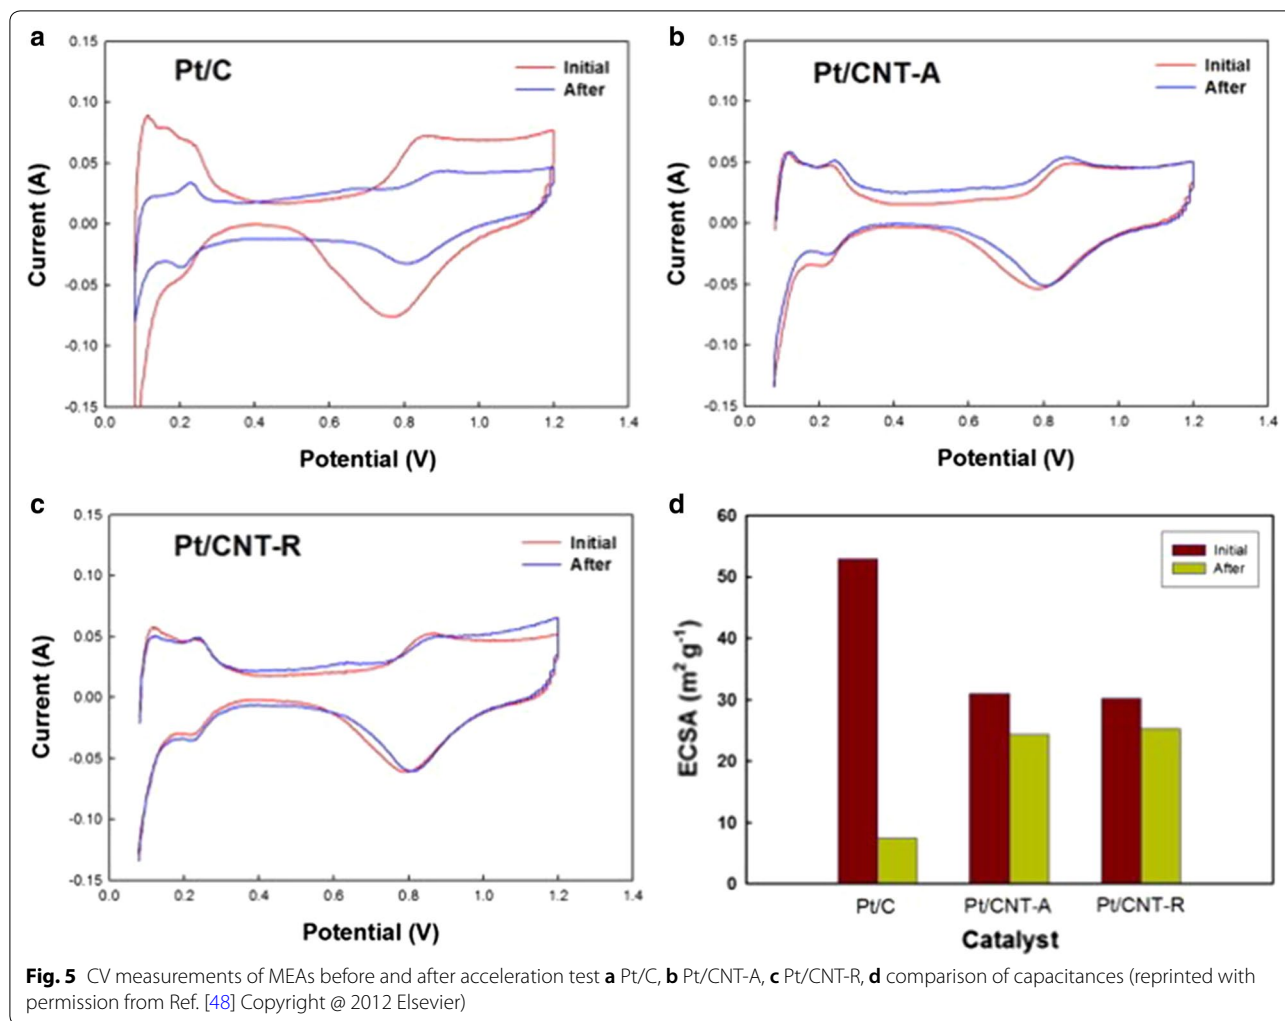 a
Pt/C
Initial
After
0.15
0.10
0.05
0.00
-0.05
-0.10
-0.15
Current (A)
0.0 0.2 0.4 0.6 0.8 1.0 1.2 1.4
Potential (V)
b
Pt/CNT-A
Initial
After
0.15
0.10
0.05
0.00
-0.05
-0.10
-0.15
Current (A)
0.0 0.2 0.4 0.6 0.8 1.0 1.2 1.4
Potential (V)
c
Pt/CNT-R
Initial
After
0.15
0.10
0.05
0.00
-0.05
-0.10
-0.15
Current (A)
0.0 0.2 0.4 0.6 0.8 1.0 1.2 1.4
Potential (V)
d
Initial
After
60
50
40
30
20
10
0
ECSA (m² g⁻¹)
Pt/C Pt/CNT-A Pt/CNT-R
Catalyst
Fig. 5 CV measurements of MEAs before and after acceleration test a Pt/C, b Pt/CNT-A, c Pt/CNT-R, d comparison of capacitances (reprinted with
permission from Ref. [48] Copyright @ 2012 Elsevier)